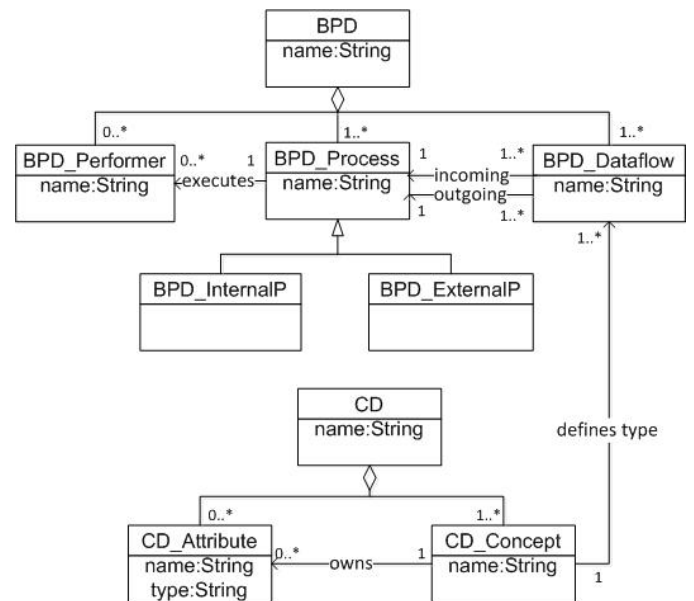 BPD
name:String
0..*
1..*
1..*
BPD_Performer
name:String
0..*
executes
1
BPD_Process
name:String
1
incoming
1..*
outgoing
1
1..*
BPD_Dataflow
name:String
1..*
BPD_InternalP
BPD_ExternalP
CD
name:String
defines type
0..*
1..*
CD_Attribute
name:String
type:String
0..*
owns
1
CD_Concept
name:String
1